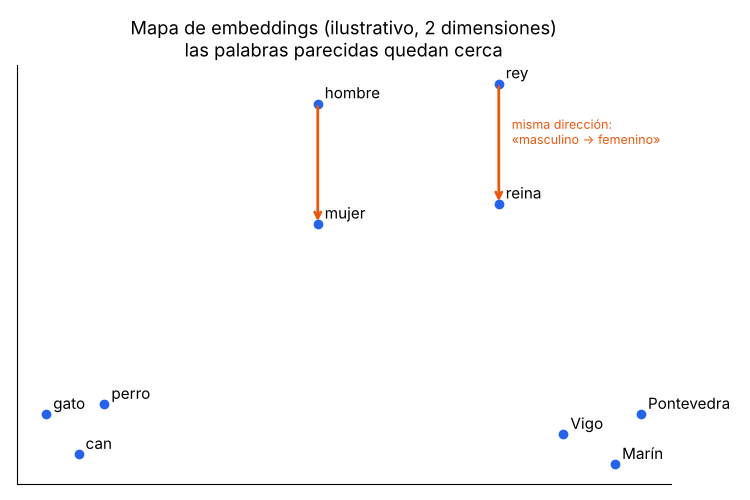 Mapa de embeddings (ilustrativo, 2 dimensiones)
las palabras parecidas quedan cerca
rey
hombre
misma dirección:
«masculino → femenino»
reina
mujer
perro
gato
Pontevedra
Vigo
can
Marín